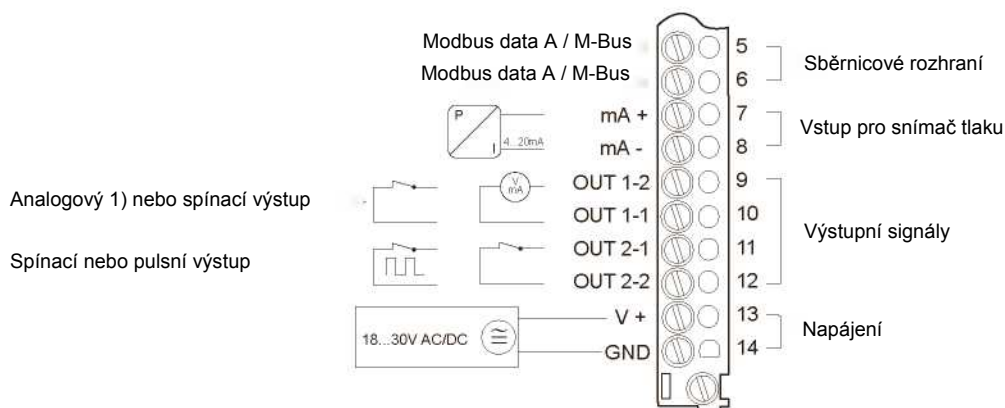 Modbus data A / M-Bus 5
Modbus data A / M-Bus 6
Sběrnicové rozhraní
P
I 4...20mA
mA + 7
mA - 8
Vstup pro snímač tlaku
Analogový 1) nebo spínací výstup
V
mA
OUT 1-2 9
OUT 1-1 10
Spínací nebo pulsní výstup
OUT 2-1 11
OUT 2-2 12
Výstupní signály
18...30V AC/DC
V + 13
GND 14
Napájení